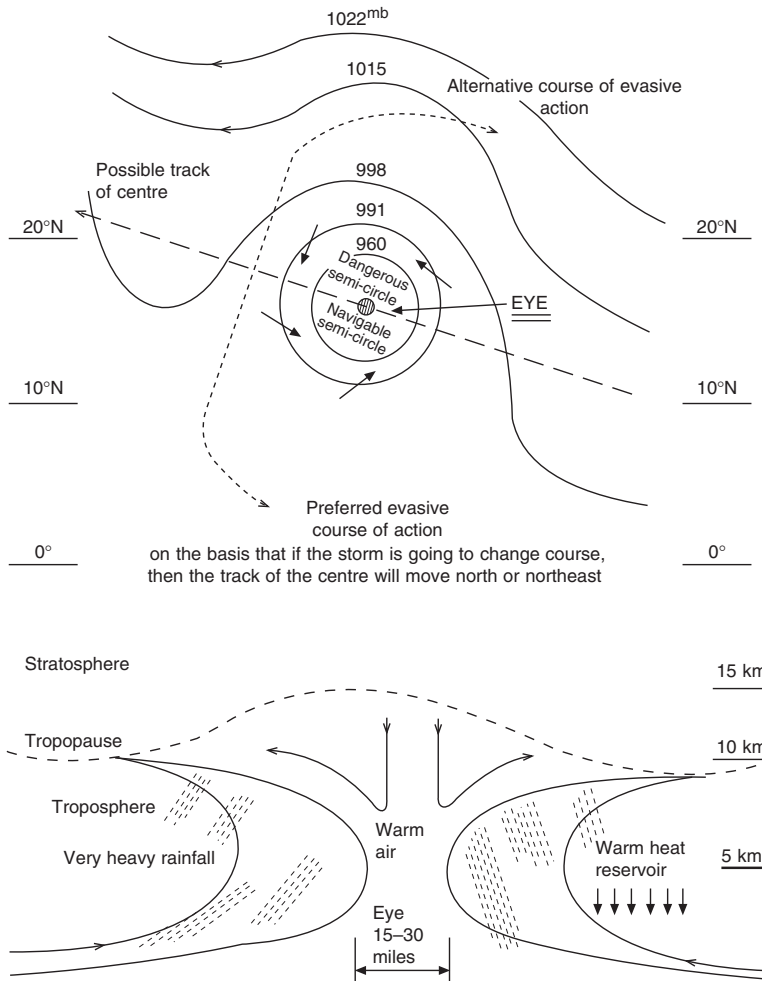 1022mb
1015
Alternative course of evasive
action
Possible track
of centre
998
991
20°N
20°N
960
Dangerous
semi-circle
EYE
Navigable
semi-circle
10°N
10°N
Preferred evasive
course of action
0°
on the basis that if the storm is going to change course,
then the track of the centre will move north or northeast
0°
Stratosphere
15 km
Tropopause
10 km
Troposphere
Warm
air
Very heavy rainfall
Warm heat
reservoir
5 km
Eye
15–30
miles